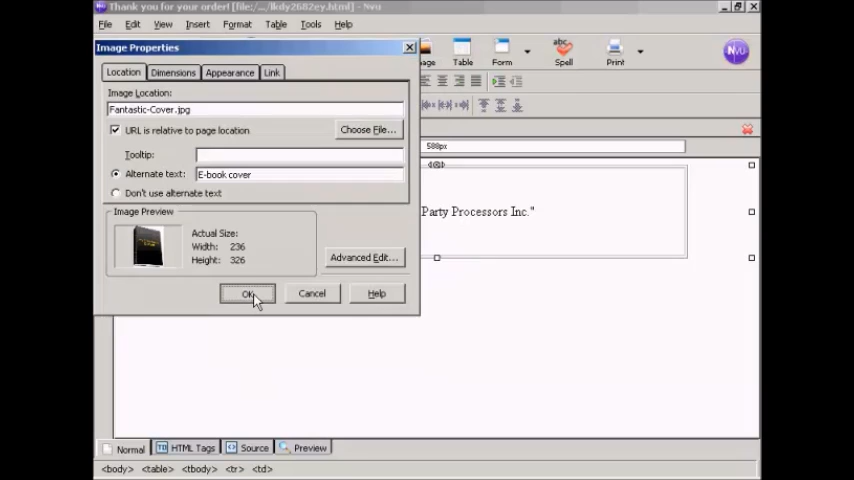 Thank you for your order! [file:/.../lkdy2682ey.html] - Nvu
File Edit View Insert Format Table Tools Help
Image Properties
Table Form Spell Print
Location Dimensions Appearance Link
Image Location:
Fantastic-Cover.jpg
URL is relative to page location
Choose File...
588px
Tooltip:
Alternate text: E-book cover
Don't use alternate text
Image Preview
Party Processors Inc."
Actual Size:
Width: 236
Height: 326
Advanced Edit...
OK Cancel Help
Normal HTML Tags Source Preview
<body> <table> <tbody> <tr> <td>